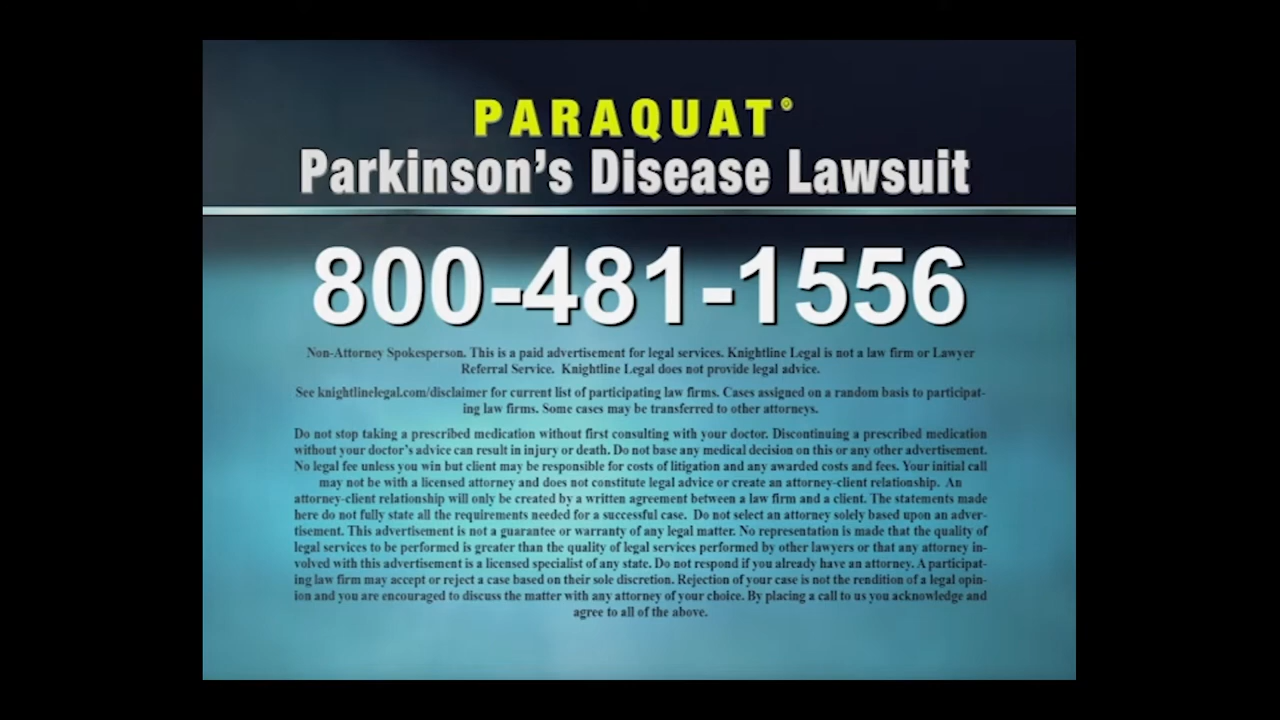 PARAQUAT®
Parkinson's Disease Lawsuit
800-481-1556
Non-Attorney Spokesperson. This is a paid advertisement for legal services. Knightline Legal is not a law firm or Lawyer
Referral Service. Knightline Legal does not provide legal advice.
See knightlinelegal.com/disclaimer for current list of participating law firms. Cases assigned on a random basis to participat-
ing law firms. Some cases may be transferred to other attorneys.
Do not stop taking a prescribed medication without first consulting with your doctor. Discontinuing a prescribed medication
without your doctor's advice can result in injury or death. Do not base any medical decision on this or any other advertisement.
No legal fee unless you win but client may be responsible for costs of litigation and any awarded costs and fees. Your initial call
may not be with a licensed attorney and does not constitute legal advice or create an attorney-client relationship. An
attorney-client relationship will only be created by a written agreement between a law firm and a client. The statements made
here do not fully state all the requirements needed for a successful case. Do not select an attorney solely based upon an adver-
tisement. This advertisement is not a guarantee or warranty of any legal matter. No representation is made that the quality of
legal services to be performed is greater than the quality of legal services performed by other lawyers or that any attorney in-
volved with this advertisement is a licensed specialist of any state. Do not respond if you already have an attorney. A participat-
ing law firm may accept or reject a case based on their sole discretion. Rejection of your case is not the rendition of a legal opin-
ion and you are encouraged to discuss the matter with any attorney of your choice. By placing a call to us you acknowledge and
agree to all of the above.